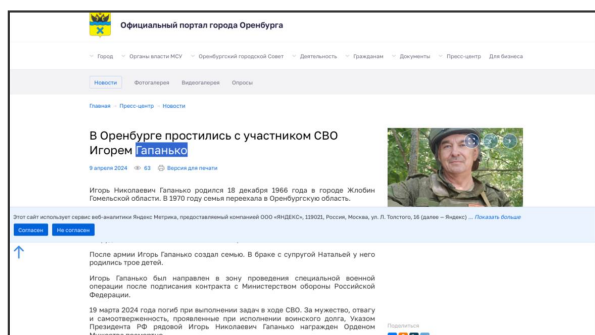 Официальный портал города Оренбурга
Город Органы власти МСУ Оренбургский городской Совет Деятельность Гражданам Документы Пресс-центр Для бизнеса
Новости Фотогалерея Видеогалерея Опросы
Главная - Пресс-центр - Новости
В Оренбурге простились с участником СВО
Игорем Гапанько
9 апреля 2024 63 Версия для печати
Игорь Николаевич Гапанько родился 18 декабря 1966 года в городе Жлобин
Гомельской области. В 1970 году семья переехала в Оренбургскую область.
Этот сайт использует сервис веб-аналитики Яндекс Метрика, предоставляемый компанией ООО «ЯНДЕКС», 119021, Россия, Москва, ул. Л. Толстого, 16 (далее — Яндекс) ... Показать больше
Согласен Не согласен
После армии Игорь Гапанько создал семью. В браке с супругой Натальей у него
родились трое детей.
Игорь Гапанько был направлен в зону проведения специальной военной
операции после подписания контракта с Министерством обороны Российской
Федерации.
19 марта 2024 года погиб при выполнении задач в ходе СВО. За мужество, отвагу
и самоотверженность, проявленные при исполнении воинского долга, Указом
Президента РФ рядовой Игорь Николаевич Гапанько награжден Орденом
Поделиться